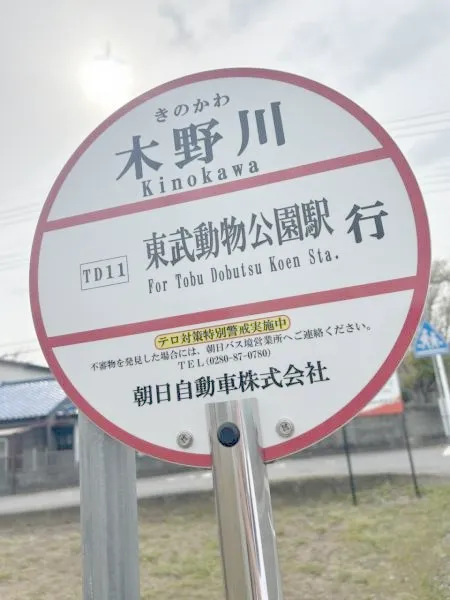 きのかわ
木野川
Kinokawa
TD11
東武動物公園駅 行
For Tobu Dobutsu Koen Sta.
テロ対策特別警戒実施中
不審物を発見した場合には、朝日バス境営業所へご連絡ください。
TEL(0280-87-0780)
朝日自動車株式会社